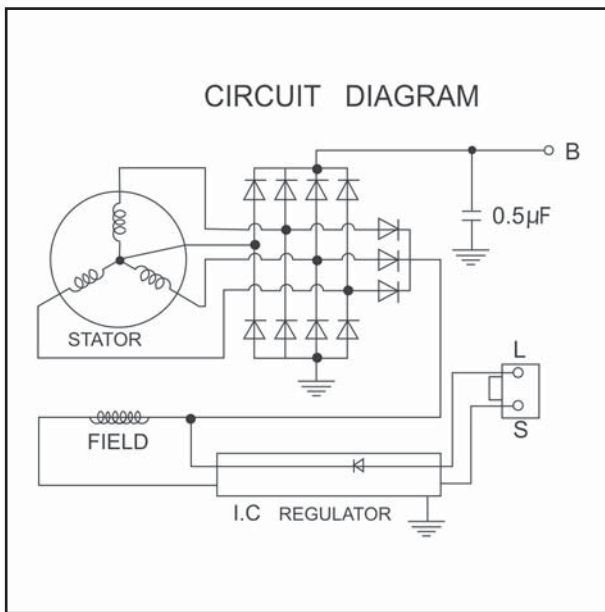 CIRCUIT DIAGRAM
B
0.5µF
STATOR
L
S
FIELD
I.C REGULATOR